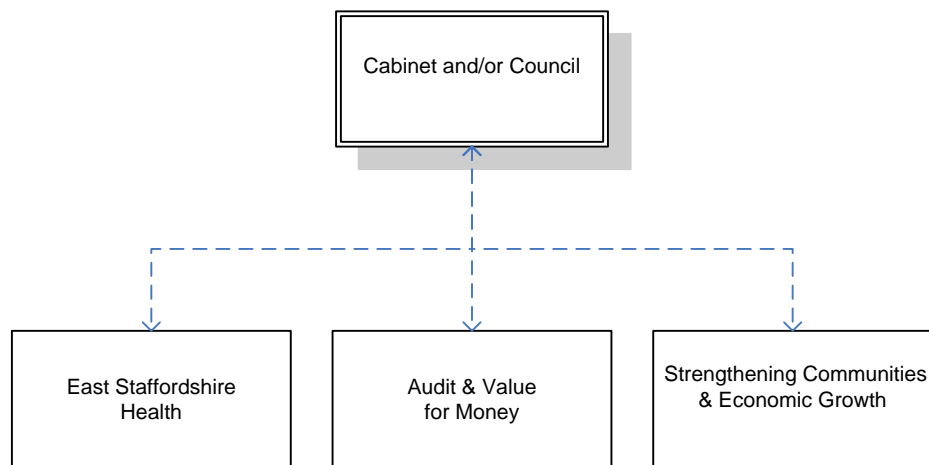 Cabinet and/or Council
East Staffordshire
Health
Audit & Value
for Money
Strengthening Communities
& Economic Growth